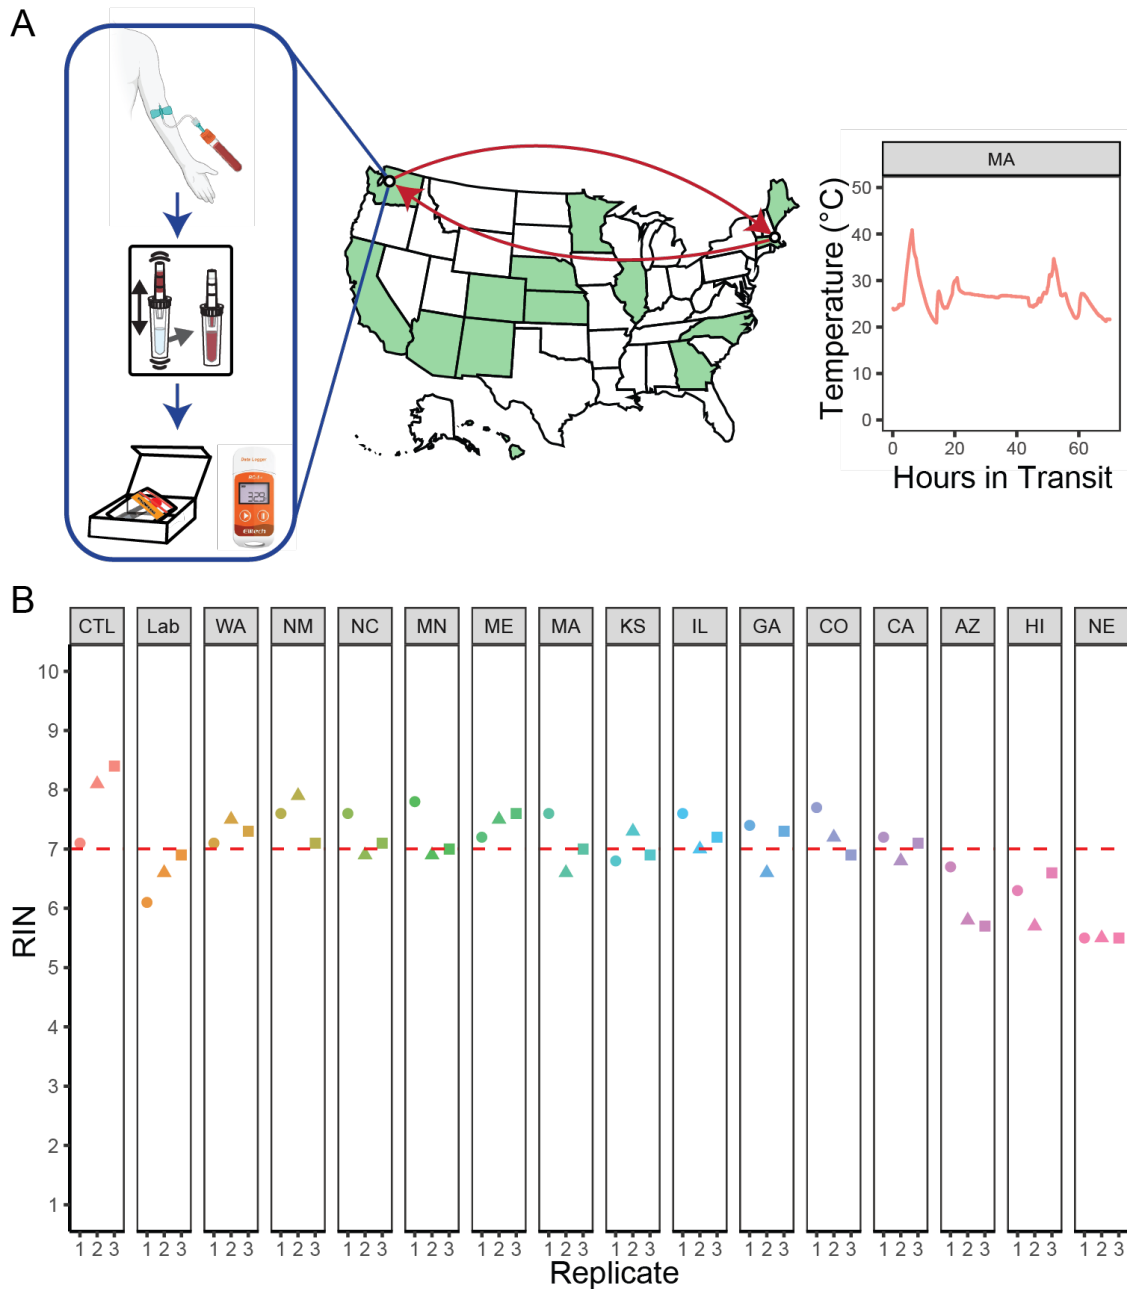 A
MA
Temperature (°C)
50
40
30
20
10
0
0 20 40 60
Hours in Transit
Data Logger
329
Elitech
B
CTL Lab WA NM NC MN ME MA KS IL GA CO CA AZ HI NE
RIN
10
9
8
7
6
5
4
3
2
1
1 2 3 1 2 3 1 2 3 1 2 3 1 2 3 1 2 3 1 2 3 1 2 3 1 2 3 1 2 3 1 2 3 1 2 3 1 2 3 1 2 3 1 2 3 1 2 3
Replicate